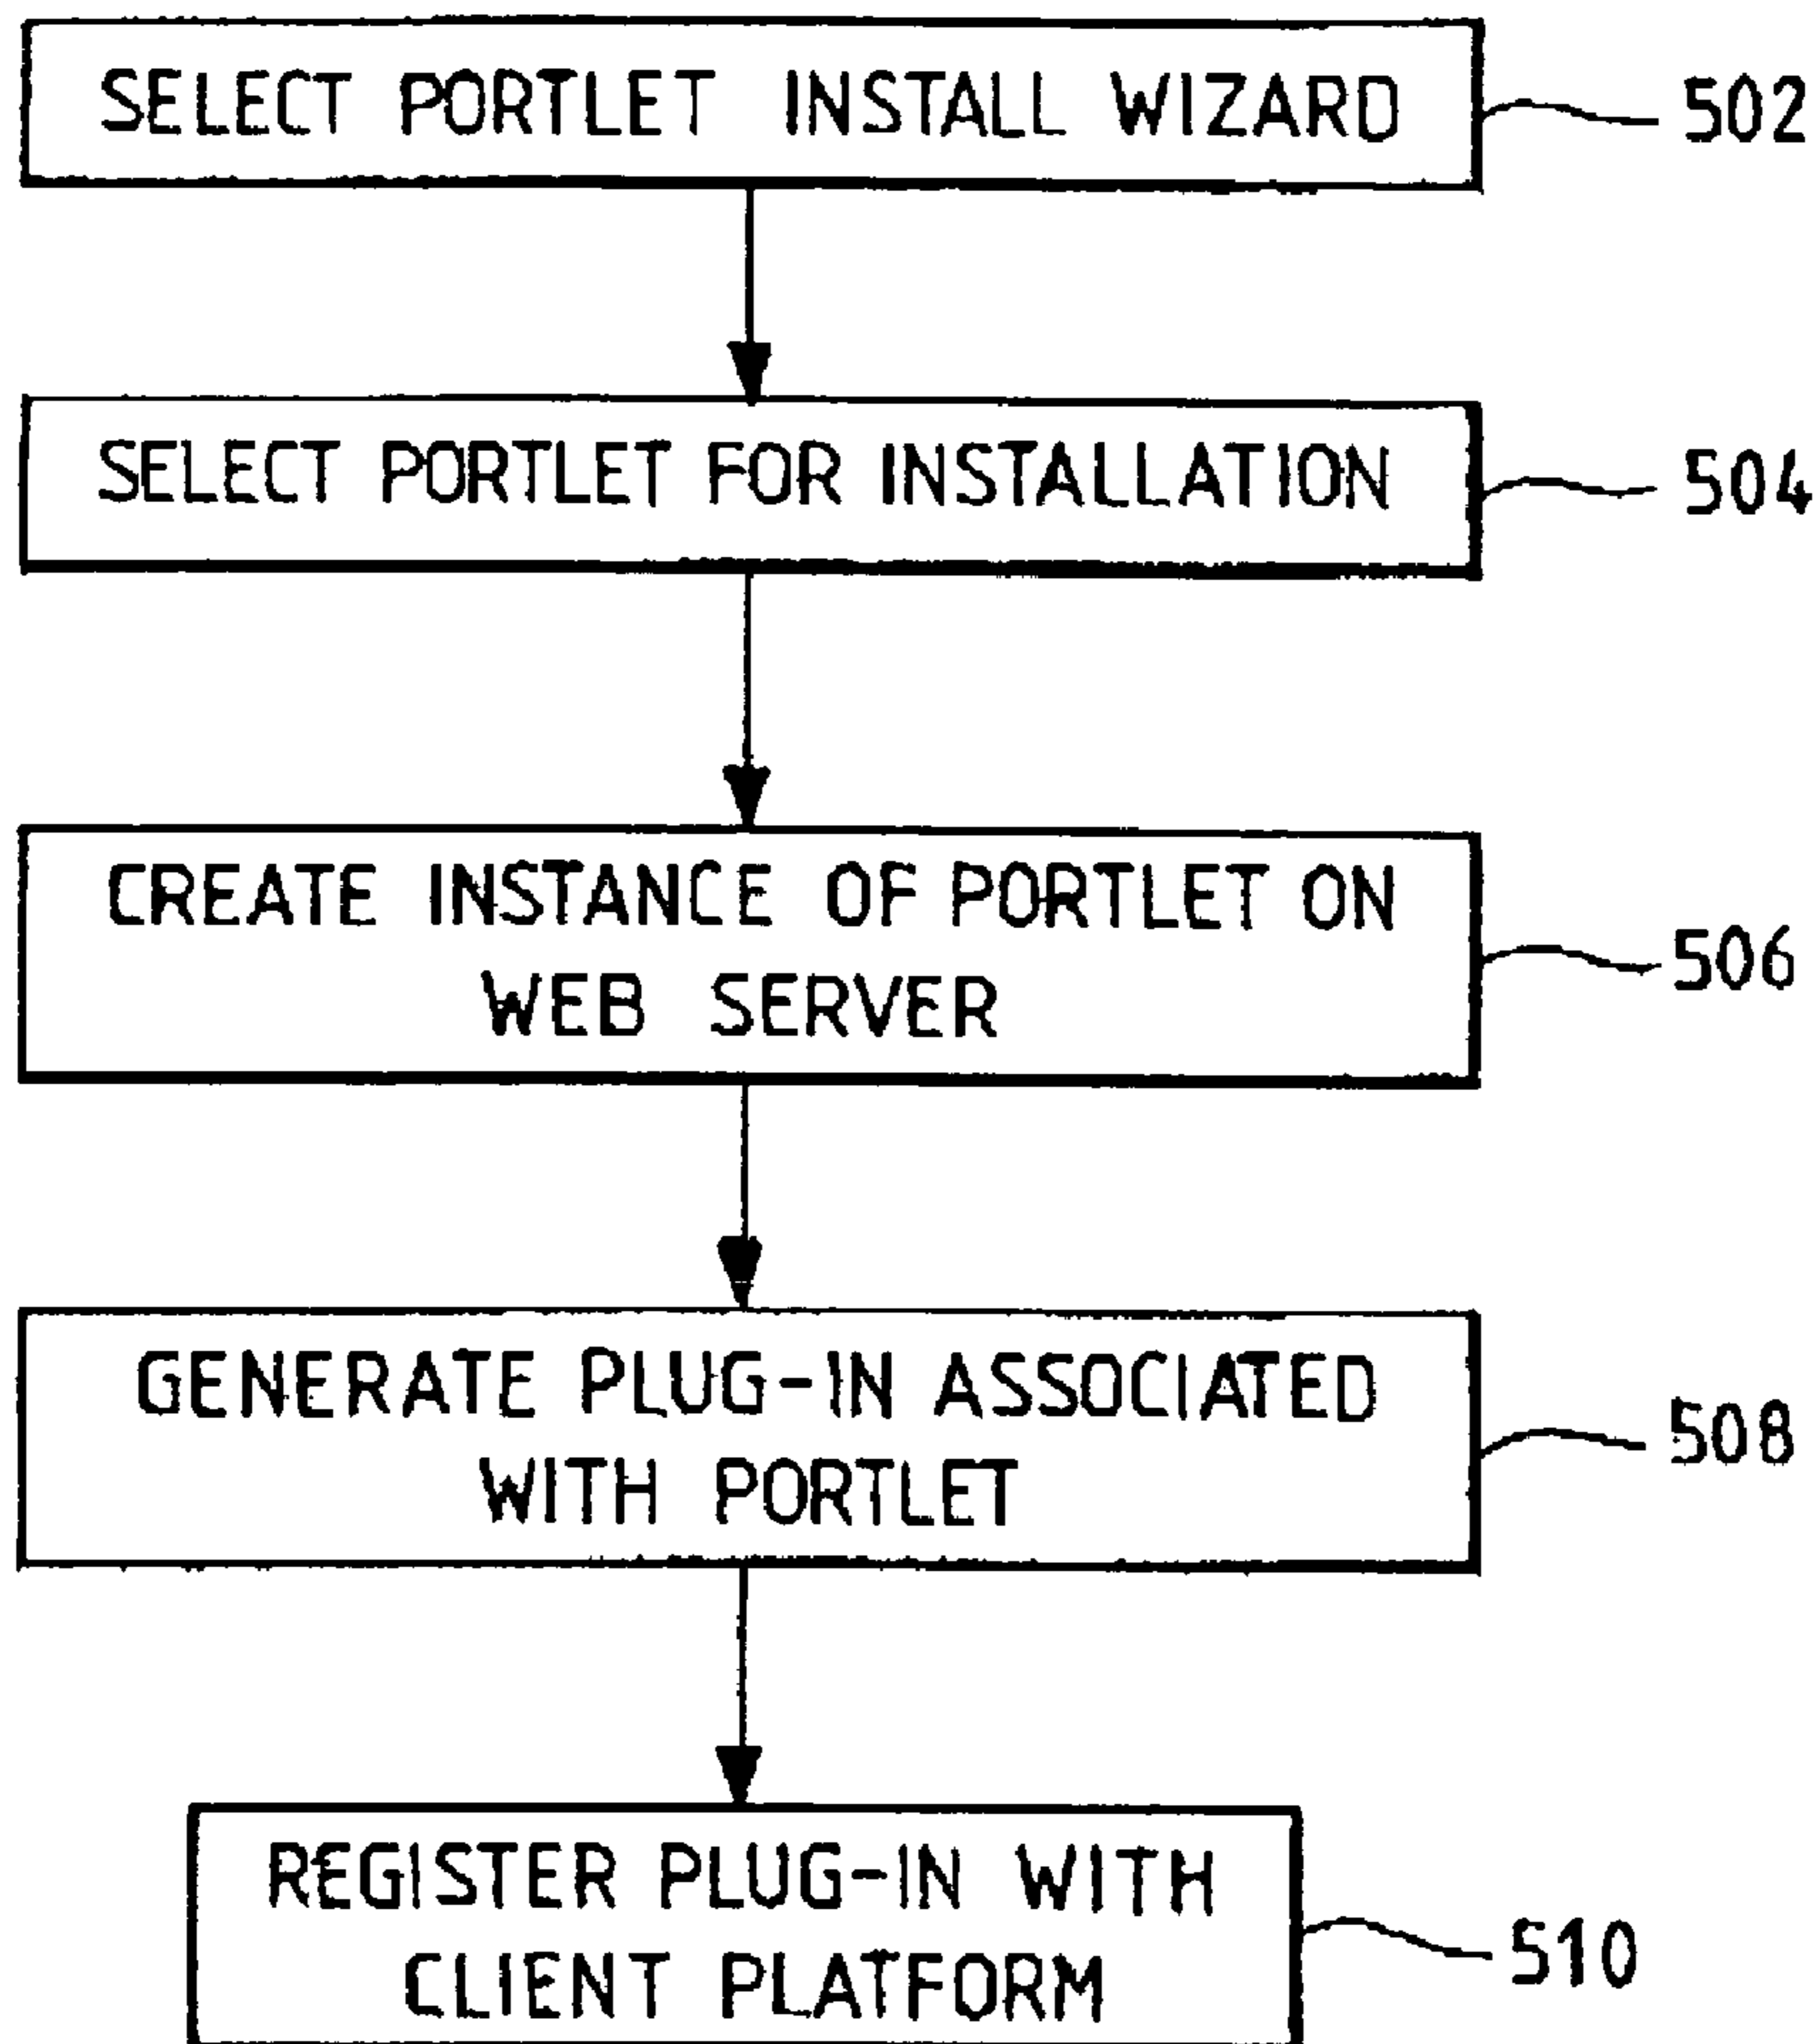 SELECT PORTLET INSTALL WIZARD
502
SELECT PORTLET FOR INSTALLATION
504
CREATE INSTANCE OF PORTLET ON
WEB SERVER
506
GENERATE PLUG-IN ASSOCIATED
WITH PORTLET
508
REGISTER PLUG-IN WITH
CLIENT PLATFORM
510